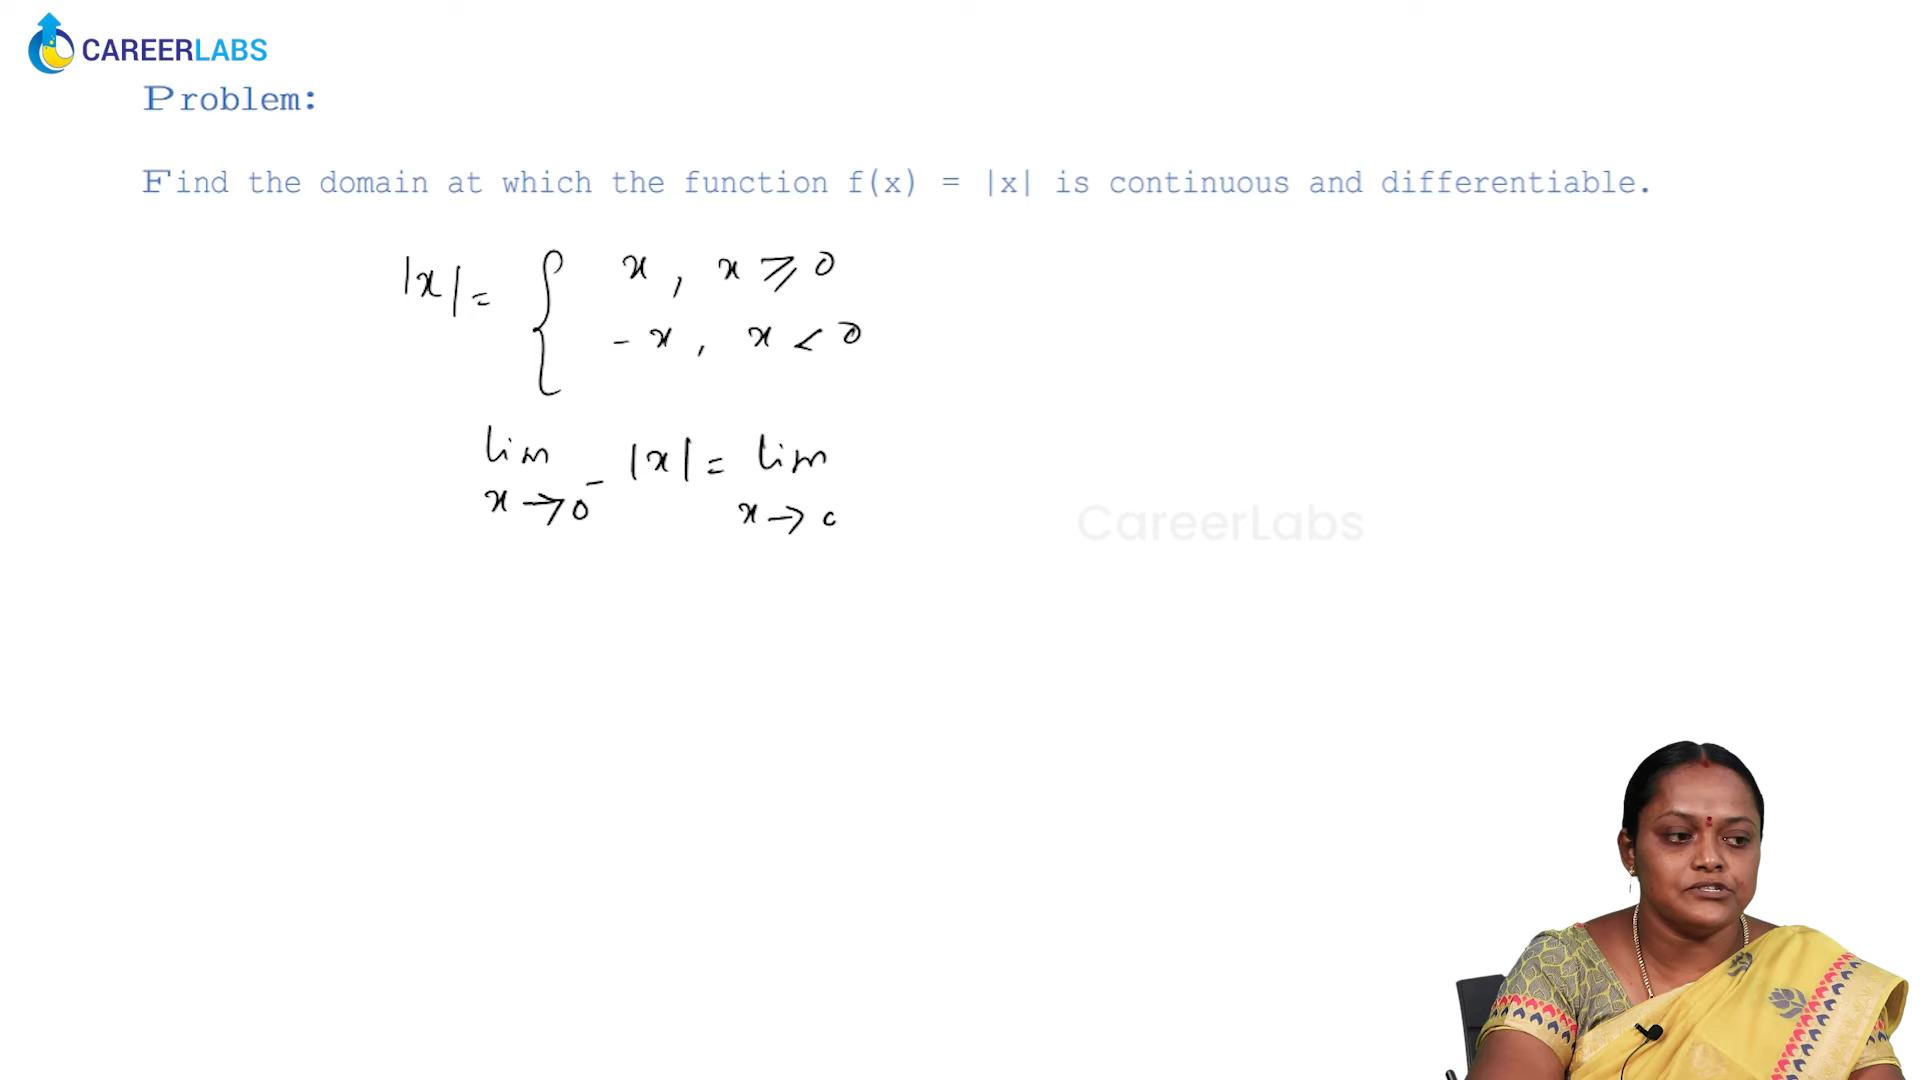 CAREERLABS
Problem:
Find the domain at which the function f(x) = |x| is continuous and differentiable.
|x| = { x , x ⩾ 0
- x , x < 0
lim |x| = lim
x → 0⁻ x → 0
CareerLabs